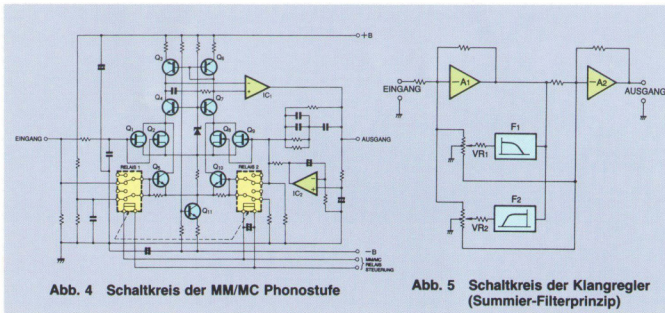 +B
Q3
Q6
IC1
Q4
Q7
EINGANG
Q1
Q2
Q8
Q9
AUSGANG
RELAIS 1
Q5
Q10
RELAIS 2
IC2
Q11
-B
MM/MC
RELAIS
STEUERUNG
Abb. 4 Schaltkreis der MM/MC Phonostufe
EINGANG
-A1
-A2
AUSGANG
F1
VR1
F2
VR2
Abb. 5 Schaltkreis der Klangregler
(Summier-Filterprinzip)